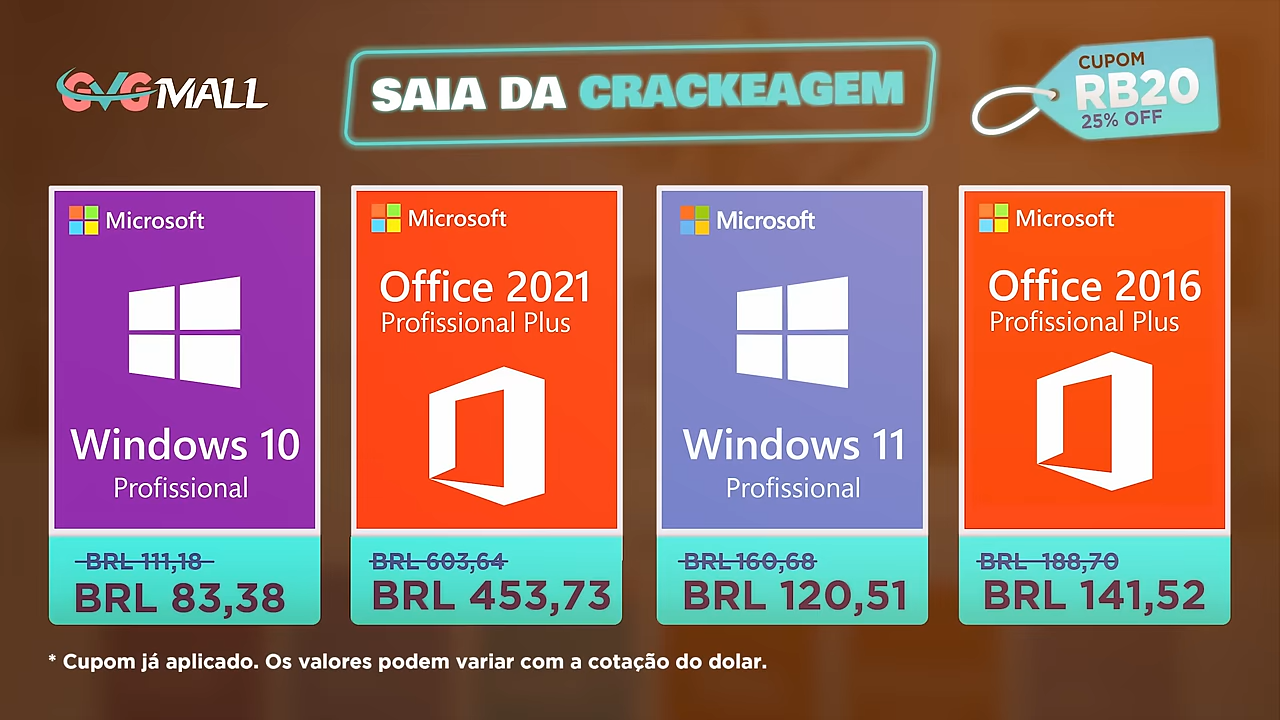 GVGMALL
SAIA DA CRACKEAGEM
CUPOM
RB20
25% OFF
Microsoft
Windows 10
Profissional
BRL 111,18
BRL 83,38
Microsoft
Office 2021
Profissional Plus
BRL 603,64
BRL 453,73
Microsoft
Windows 11
Profissional
BRL 160,68
BRL 120,51
Microsoft
Office 2016
Profissional Plus
BRL 188,70
BRL 141,52
* Cupom já aplicado. Os valores podem variar com a cotação do dolar.